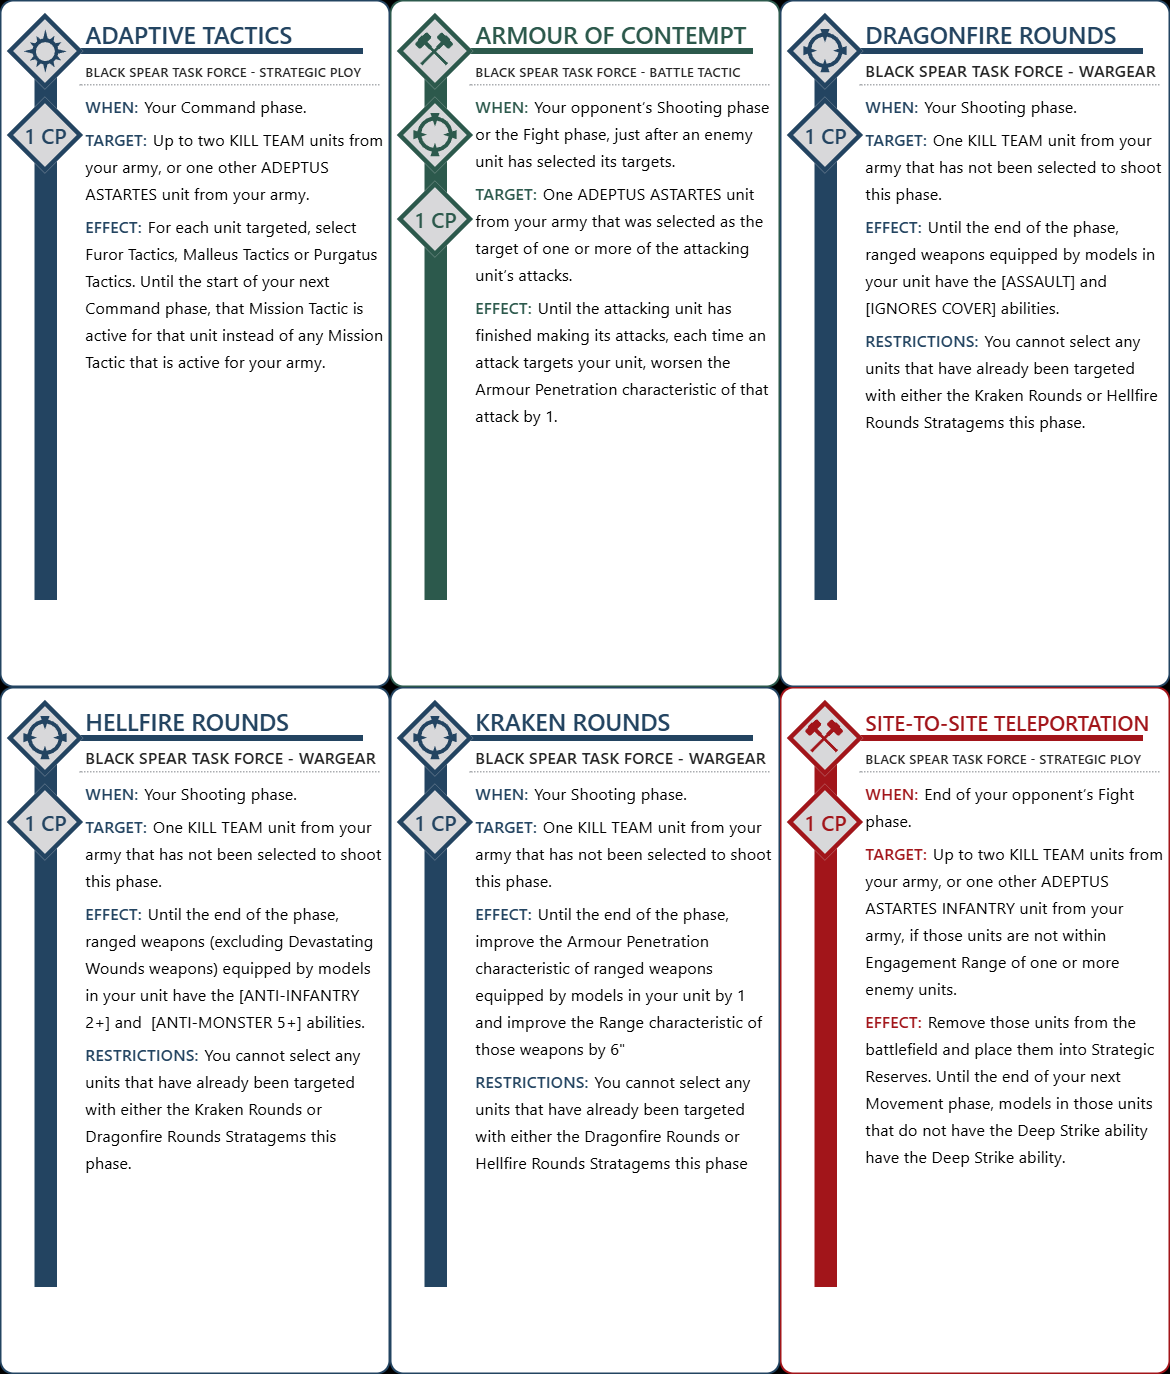 ADAPTIVE TACTICS
BLACK SPEAR TASK FORCE - STRATEGIC PLOY
WHEN: Your Command phase.
1 CP
TARGET: Up to two KILL TEAM units from
your army, or one other ADEPTUS
ASTARTES unit from your army.
EFFECT: For each unit targeted, select
Furor Tactics, Malleus Tactics or Purgatus
Tactics. Until the start of your next
Command phase, that Mission Tactic is
active for that unit instead of any Mission
Tactic that is active for your army.
ARMOUR OF CONTEMPT
BLACK SPEAR TASK FORCE - BATTLE TACTIC
WHEN: Your opponent's Shooting phase
or the Fight phase, just after an enemy
unit has selected its targets.
TARGET: One ADEPTUS ASTARTES unit
1 CP
from your army that was selected as the
target of one or more of the attacking
unit's attacks.
EFFECT: Until the attacking unit has
finished making its attacks, each time an
attack targets your unit, worsen the
Armour Penetration characteristic of that
attack by 1.
DRAGONFIRE ROUNDS
BLACK SPEAR TASK FORCE - WARGEAR
WHEN: Your Shooting phase.
1 CP
TARGET: One KILL TEAM unit from your
army that has not been selected to shoot
this phase.
EFFECT: Until the end of the phase,
ranged weapons equipped by models in
your unit have the [ASSAULT] and
[IGNORES COVER] abilities.
RESTRICTIONS: You cannot select any
units that have already been targeted
with either the Kraken Rounds or Hellfire
Rounds Stratagems this phase.
HELLFIRE ROUNDS
BLACK SPEAR TASK FORCE - WARGEAR
WHEN: Your Shooting phase.
1 CP
TARGET: One KILL TEAM unit from your
army that has not been selected to shoot
this phase.
EFFECT: Until the end of the phase,
ranged weapons (excluding Devastating
Wounds weapons) equipped by models
in your unit have the [ANTI-INFANTRY
2+] and  [ANTI-MONSTER 5+] abilities.
RESTRICTIONS: You cannot select any
units that have already been targeted
with either the Kraken Rounds or
Dragonfire Rounds Stratagems this
phase.
KRAKEN ROUNDS
BLACK SPEAR TASK FORCE - WARGEAR
WHEN: Your Shooting phase.
1 CP
TARGET: One KILL TEAM unit from your
army that has not been selected to shoot
this phase.
EFFECT: Until the end of the phase,
improve the Armour Penetration
characteristic of ranged weapons
equipped by models in your unit by 1
and improve the Range characteristic of
those weapons by 6"
RESTRICTIONS: You cannot select any
units that have already been targeted
with either the Dragonfire Rounds or
Hellfire Rounds Stratagems this phase
SITE-TO-SITE TELEPORTATION
BLACK SPEAR TASK FORCE - STRATEGIC PLOY
WHEN: End of your opponent's Fight
phase.
1 CP
TARGET: Up to two KILL TEAM units from
your army, or one other ADEPTUS
ASTARTES INFANTRY unit from your
army, if those units are not within
Engagement Range of one or more
enemy units.
EFFECT: Remove those units from the
battlefield and place them into Strategic
Reserves. Until the end of your next
Movement phase, models in those units
that do not have the Deep Strike ability
have the Deep Strike ability.